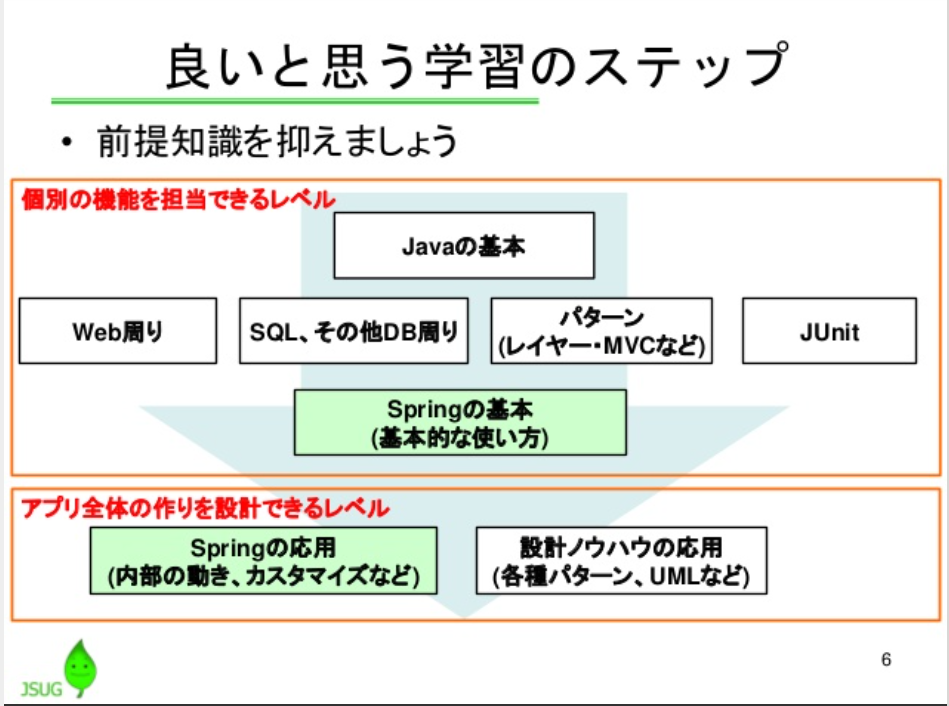 良いと思う学習のステップ
• 前提知識を抑えましょう
個別の機能を担当できるレベル
Javaの基本
Web周り
SQL、その他DB周り
パターン
(レイヤー・MVCなど)
JUnit
Springの基本
(基本的な使い方)
アプリ全体の作りを設計できるレベル
Springの応用
(内部の動き、カスタマイズなど)
設計ノウハウの応用
(各種パターン、UMLなど)
JSUG
6